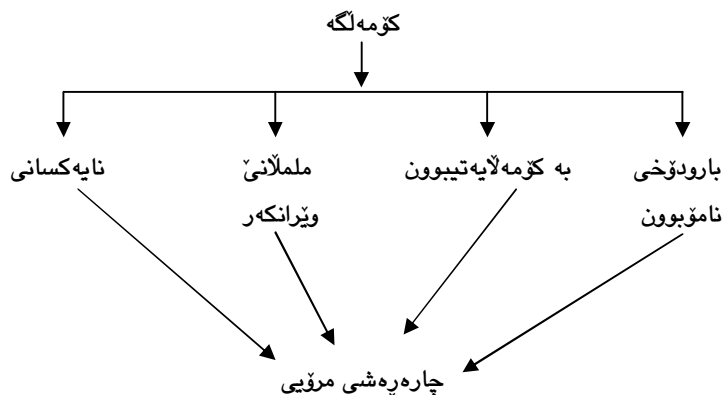 کۆمەڵگە
بارودۆخی
نامۆبوون
بە کۆمەڵایەتیبوون
ململانێ
وێرانکەر
نایەکسانی
چارەڕەشی مرۆیی